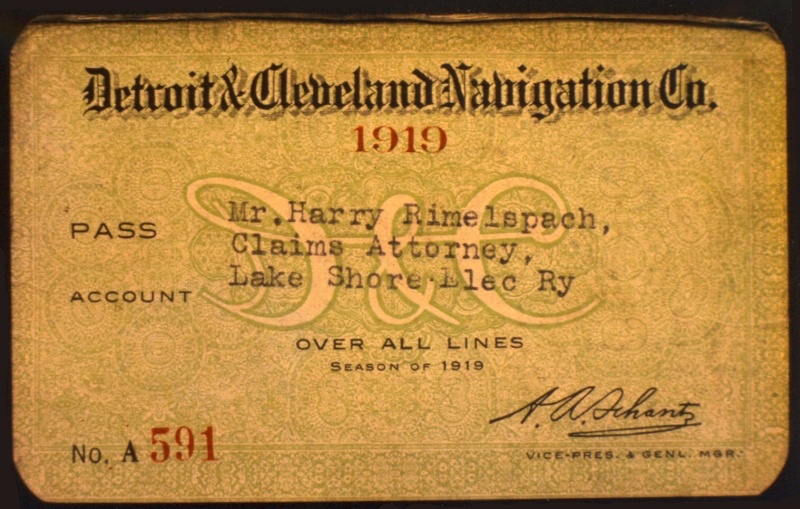 Detroit & Cleveland Navigation Co.
1919
D&C
PASS
Mr. Harry Rimelspach,
Claims Attorney,
Lake Shore Elec Ry
ACCOUNT
OVER ALL LINES
SEASON OF 1919
A. A. Schantz
VICE-PRES. & GENL. MGR.
No. A 591